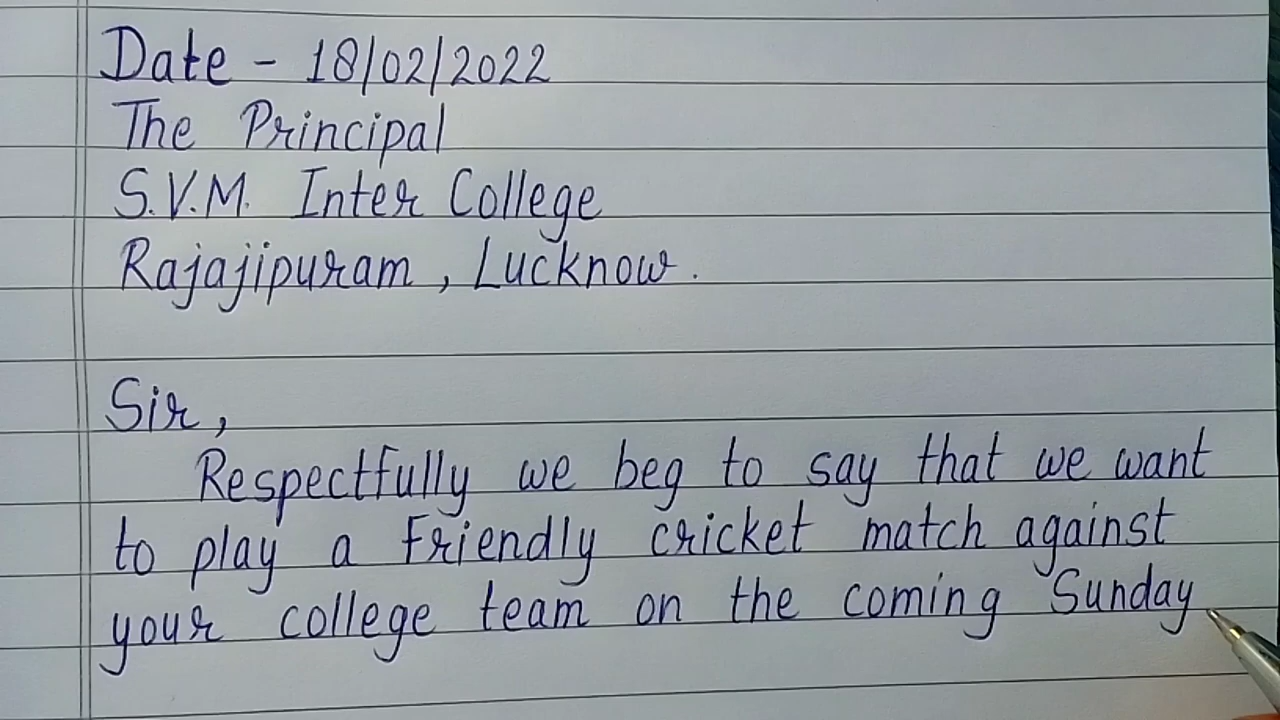 Date - 18/02/2022
The Principal
S.V.M. Inter College
Rajajipuram, Lucknow.
Sir,
Respectfully we beg to say that we want
to play a friendly cricket match against
your college team on the coming Sunday